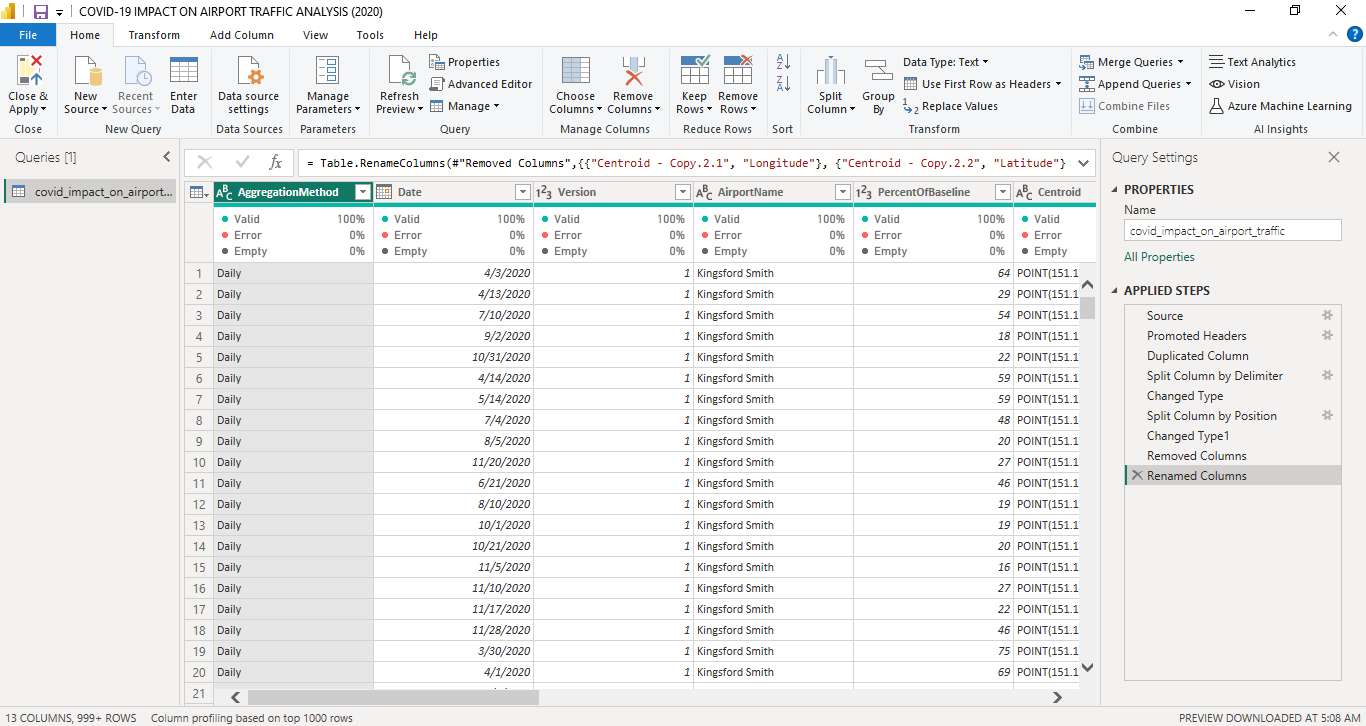 COVID-19 IMPACT ON AIRPORT TRAFFIC ANALYSIS (2020)
File Home Transform Add Column View Tools Help
Close & Apply
Close
New Source
Recent Sources
Enter Data
New Query
Data source settings
Data Sources
Manage Parameters
Parameters
Refresh Preview
Properties
Advanced Editor
Manage
Query
Choose Columns
Remove Columns
Manage Columns
Keep Rows
Remove Rows
Reduce Rows
Sort
Split Column
Group By
Data Type: Text
Use First Row as Headers
Replace Values
Transform
Merge Queries
Append Queries
Combine Files
Combine
Text Analytics
Vision
Azure Machine Learning
AI Insights
Queries [1]
covid_impact_on_airport...
= Table.RenameColumns(#"Removed Columns",{{"Centroid - Copy.2.1", "Longitude"}, {"Centroid - Copy.2.2", "Latitude"}
AggregationMethod Date Version AirportName PercentOfBaseline Centroid
Valid 100% Valid 100% Valid 100% Valid 100% Valid 100% Valid
Error 0% Error 0% Error 0% Error 0% Error 0% Error
Empty 0% Empty 0% Empty 0% Empty 0% Empty 0% Empty
1 Daily 4/3/2020 1 Kingsford Smith 64 POINT(151.1
2 Daily 4/13/2020 1 Kingsford Smith 29 POINT(151.1
3 Daily 7/10/2020 1 Kingsford Smith 54 POINT(151.1
4 Daily 9/2/2020 1 Kingsford Smith 18 POINT(151.1
5 Daily 10/31/2020 1 Kingsford Smith 22 POINT(151.1
6 Daily 4/14/2020 1 Kingsford Smith 59 POINT(151.1
7 Daily 5/14/2020 1 Kingsford Smith 59 POINT(151.1
8 Daily 7/4/2020 1 Kingsford Smith 48 POINT(151.1
9 Daily 8/5/2020 1 Kingsford Smith 20 POINT(151.1
10 Daily 11/20/2020 1 Kingsford Smith 27 POINT(151.1
11 Daily 6/21/2020 1 Kingsford Smith 46 POINT(151.1
12 Daily 8/10/2020 1 Kingsford Smith 19 POINT(151.1
13 Daily 10/1/2020 1 Kingsford Smith 19 POINT(151.1
14 Daily 10/21/2020 1 Kingsford Smith 20 POINT(151.1
15 Daily 11/5/2020 1 Kingsford Smith 16 POINT(151.1
16 Daily 11/10/2020 1 Kingsford Smith 27 POINT(151.1
17 Daily 11/17/2020 1 Kingsford Smith 22 POINT(151.1
18 Daily 11/28/2020 1 Kingsford Smith 46 POINT(151.1
19 Daily 3/30/2020 1 Kingsford Smith 75 POINT(151.1
20 Daily 4/1/2020 1 Kingsford Smith 69 POINT(151.1
21
Query Settings
PROPERTIES
Name
covid_impact_on_airport_traffic
All Properties
APPLIED STEPS
Source
Promoted Headers
Duplicated Column
Split Column by Delimiter
Changed Type
Split Column by Position
Changed Type1
Removed Columns
Renamed Columns
13 COLUMNS, 999+ ROWS Column profiling based on top 1000 rows
PREVIEW DOWNLOADED AT 5:08 AM